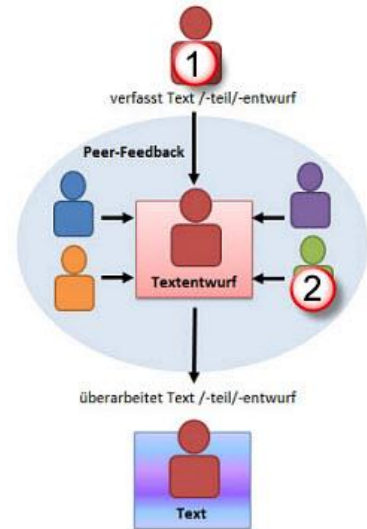 1
verfasst Text /-teil/-entwurf
Peer-Feedback
Textentwurf
2
überarbeitet Text /-teil/-entwurf
Text